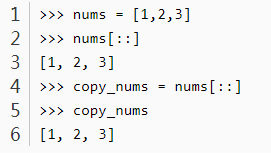 1 >>> nums = [1,2,3]
2 >>> nums[::]
3 [1, 2, 3]
4 >>> copy_nums = nums[::]
5 >>> copy_nums
6 [1, 2, 3]